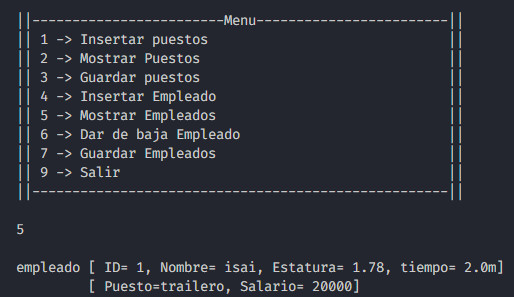 ||------------------------Menu------------------------||
|| 1 -> Insertar puestos ||
|| 2 -> Mostrar Puestos ||
|| 3 -> Guardar puestos ||
|| 4 -> Insertar Empleado ||
|| 5 -> Mostrar Empleados ||
|| 6 -> Dar de baja Empleado ||
|| 7 -> Guardar Empleados ||
|| 9 -> Salir ||
||----------------------------------------------------||
5
empleado [ ID= 1, Nombre= isai, Estatura= 1.78, tiempo= 2.0m]
[ Puesto=trailero, Salario= 20000]